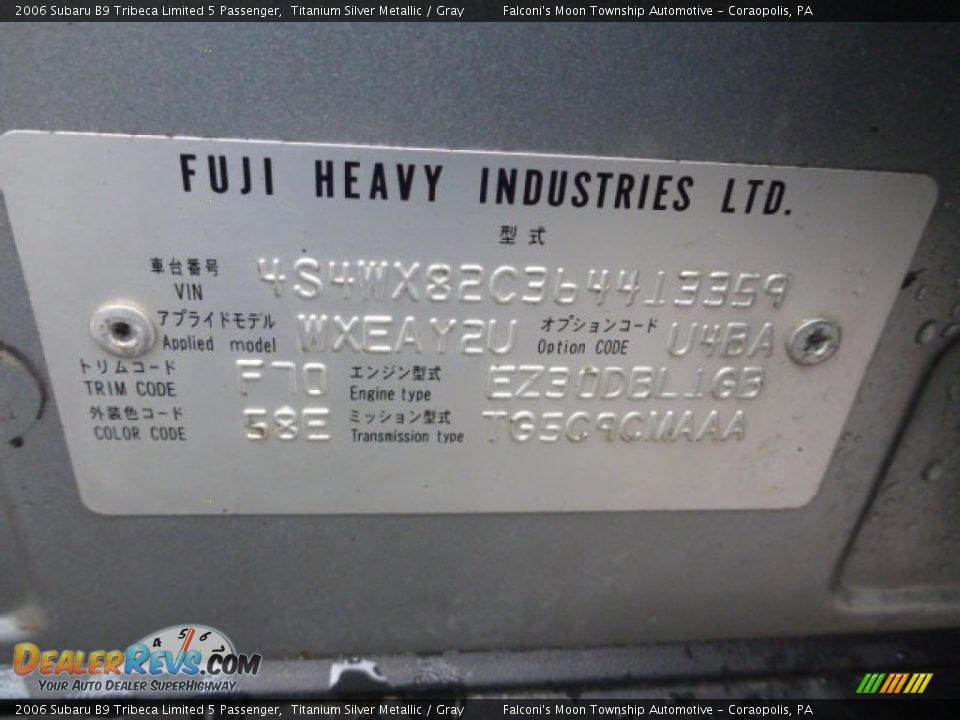 2006 Subaru B9 Tribeca Limited 5 Passenger, Titanium Silver Metallic / Gray Falconi's Moon Township Automotive - Coraopolis, PA
FUJI HEAVY INDUSTRIES LTD.
型式
車台番号 VIN 4S4WX82C364413359
アプライドモデル Applied model WXEAY2U オプションコード Option CODE U4BA
トリムコード TRIM CODE F70 エンジン型式 Engine type EZ30DBL1GB
外装色コード COLOR CODE 58E ミッション型式 Transmission type TG5C9CMAAA
4 5 6
DEALERREVS.COM
YOUR AUTO DEALER SUPERHIGHWAY
2006 Subaru B9 Tribeca Limited 5 Passenger, Titanium Silver Metallic / Gray Falconi's Moon Township Automotive - Coraopolis, PA